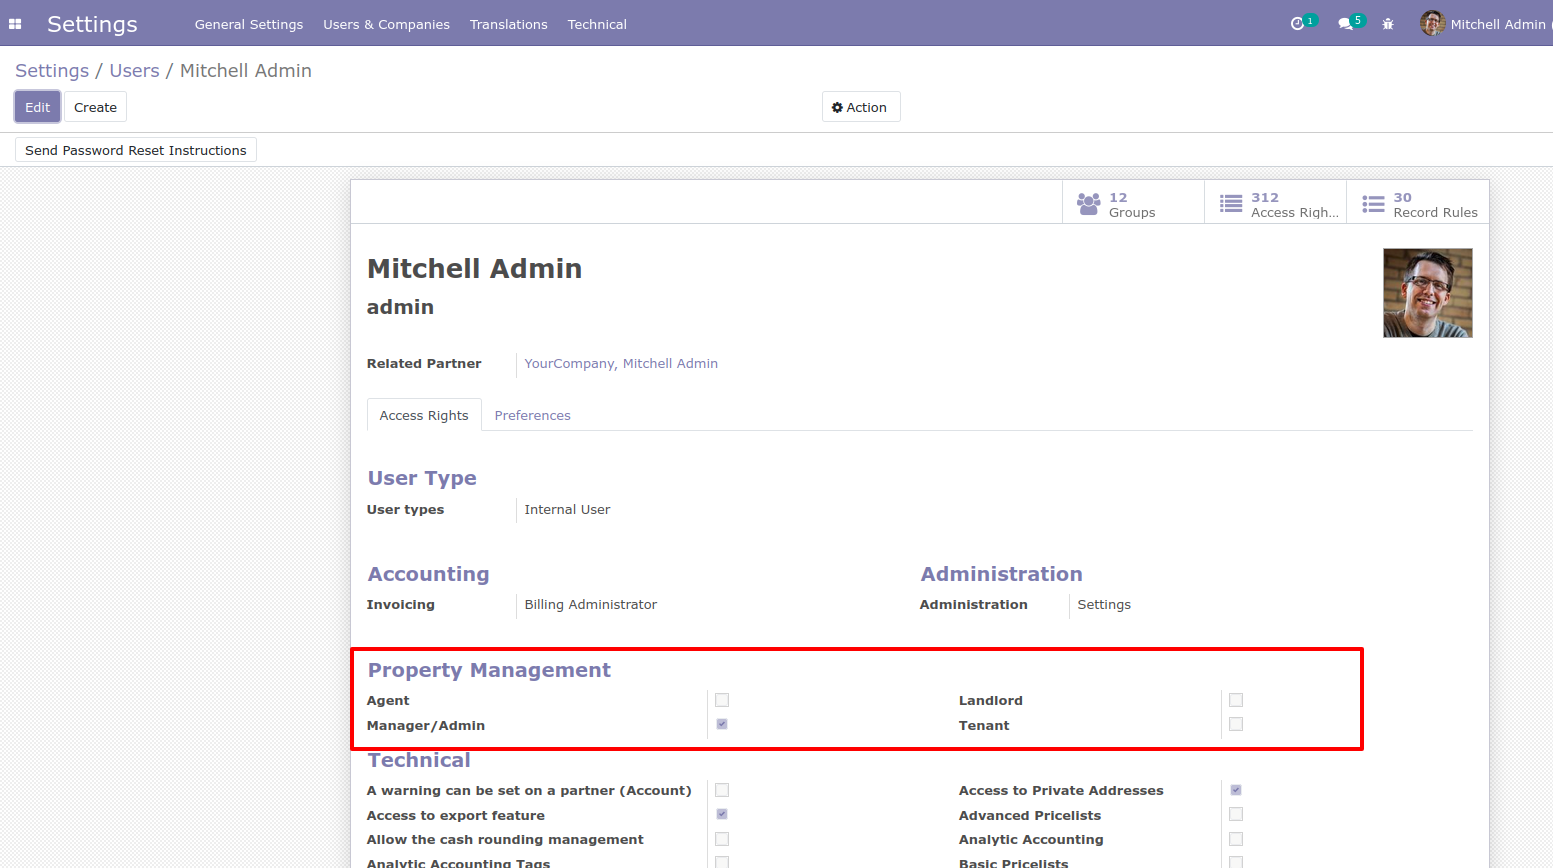 Settings General Settings Users & Companies Translations Technical 1 5 Mitchell Admin (
Settings / Users / Mitchell Admin
Edit Create Action
Send Password Reset Instructions
12 Groups 312 Access Righ... 30 Record Rules
Mitchell Admin
admin
Related Partner YourCompany, Mitchell Admin
Access Rights Preferences
User Type
User types Internal User
Accounting Administration
Invoicing Billing Administrator Administration Settings
Property Management
Agent Landlord
Manager/Admin Tenant
Technical
A warning can be set on a partner (Account) Access to Private Addresses
Access to export feature Advanced Pricelists
Allow the cash rounding management Analytic Accounting
Analytic Accounting Tags Basic Pricelists